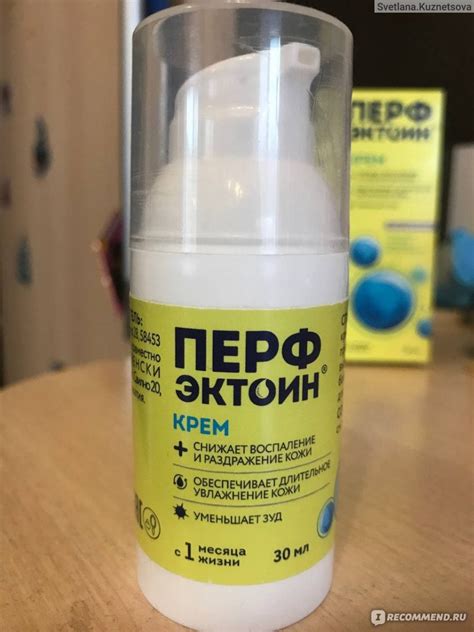 Svetlana.Kuznetsova
ПЕРФ
ЭКТОИН®
КРЕМ
58453
ПЕРФ
ЭКТОИН®
КРЕМ
СНИЖАЕТ ВОСПАЛЕНИЕ
И РАЗДРАЖЕНИЕ КОЖИ
ОБЕСПЕЧИВАЕТ ДЛИТЕЛЬНОЕ
УВЛАЖНЕНИЕ КОЖИ
УМЕНЬШАЕТ ЗУД
с 1 месяца
жизни
30 мл
I RECOMMEND.RU